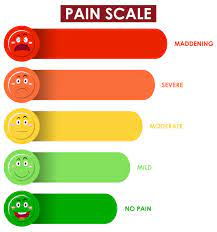 PAIN SCALE
MADDENING
SEVERE
MODERATE
MILD
NO PAIN